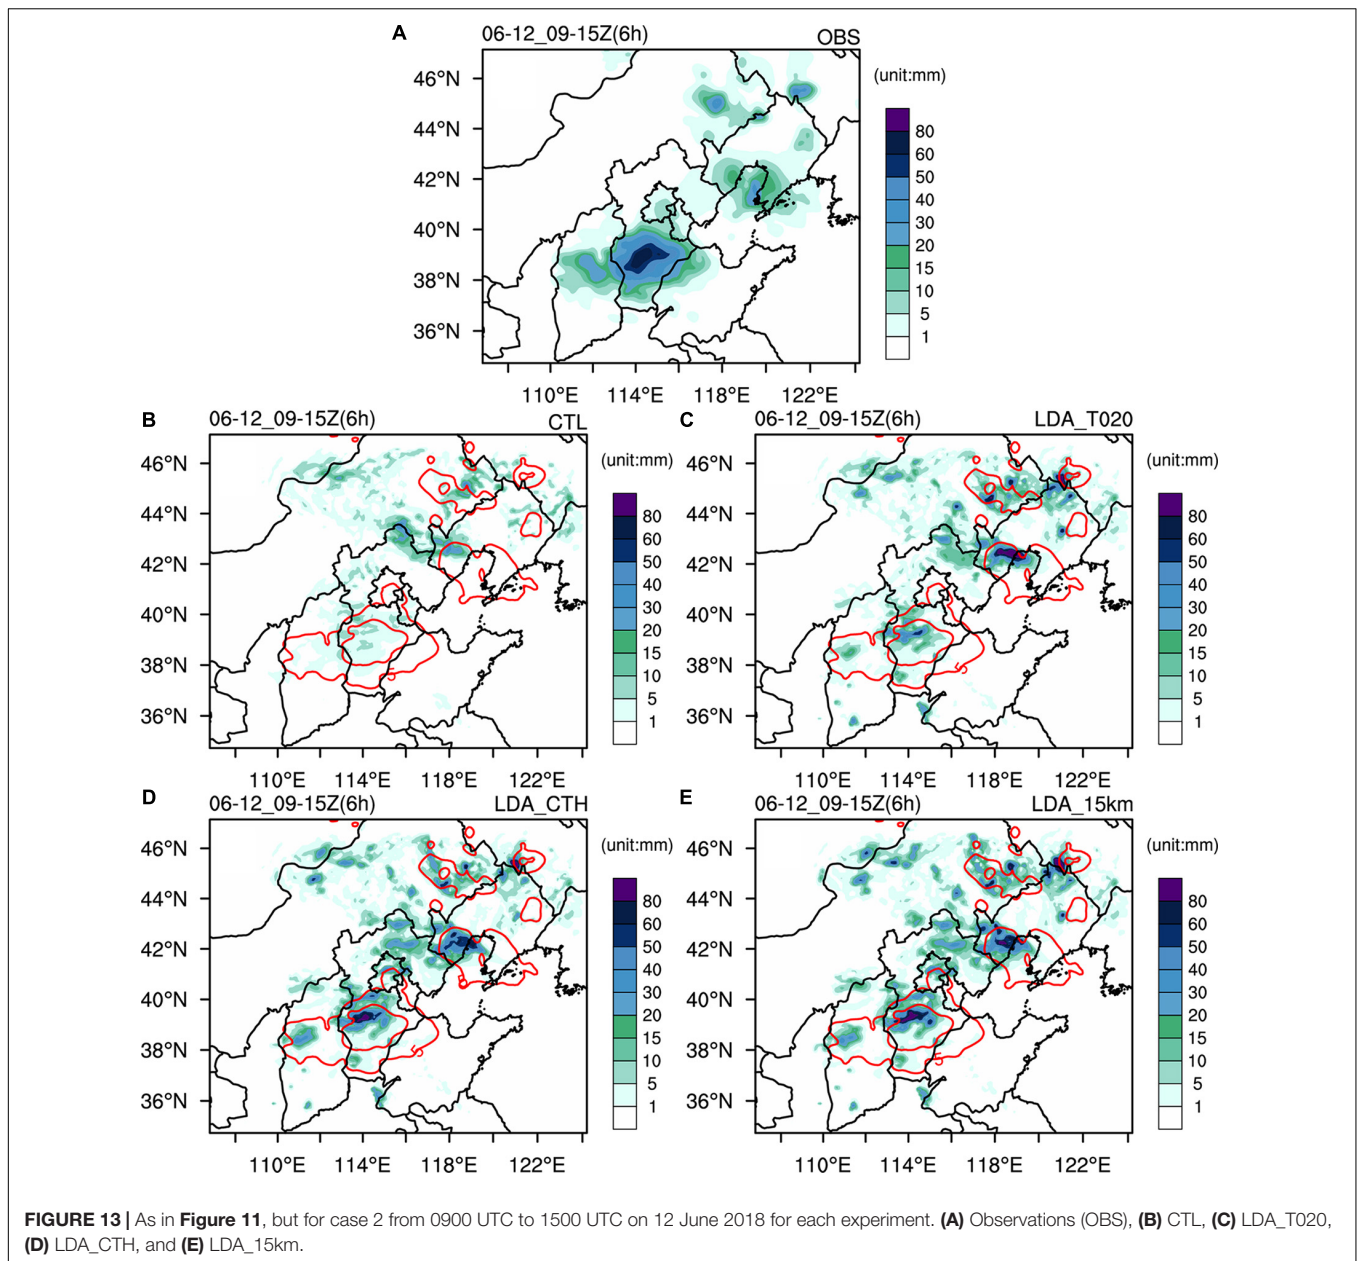 A
06-12_09-15Z(6h) OBS
(unit:mm)
46°N
44°N
42°N
40°N
38°N
36°N
110°E 114°E 118°E 122°E
80
60
50
40
30
20
15
10
5
1
B
06-12_09-15Z(6h) CTL
(unit:mm)
46°N
44°N
42°N
40°N
38°N
36°N
110°E 114°E 118°E 122°E
80
60
50
40
30
20
15
10
5
1
5
5
C
06-12_09-15Z(6h) LDA_T020
(unit:mm)
46°N
44°N
42°N
40°N
38°N
36°N
110°E 114°E 118°E 122°E
80
60
50
40
30
20
15
10
5
1
5
D
06-12_09-15Z(6h) LDA_CTH
(unit:mm)
46°N
44°N
42°N
40°N
38°N
36°N
110°E 114°E 118°E 122°E
80
60
50
40
30
20
15
10
5
1
5
E
06-12_09-15Z(6h) LDA_15km
(unit:mm)
46°N
44°N
42°N
40°N
38°N
36°N
110°E 114°E 118°E 122°E
80
60
50
40
30
20
15
10
5
1
5
FIGURE 13 | As in Figure 11, but for case 2 from 0900 UTC to 1500 UTC on 12 June 2018 for each experiment. (A) Observations (OBS), (B) CTL, (C) LDA_T020,
(D) LDA_CTH, and (E) LDA_15km.